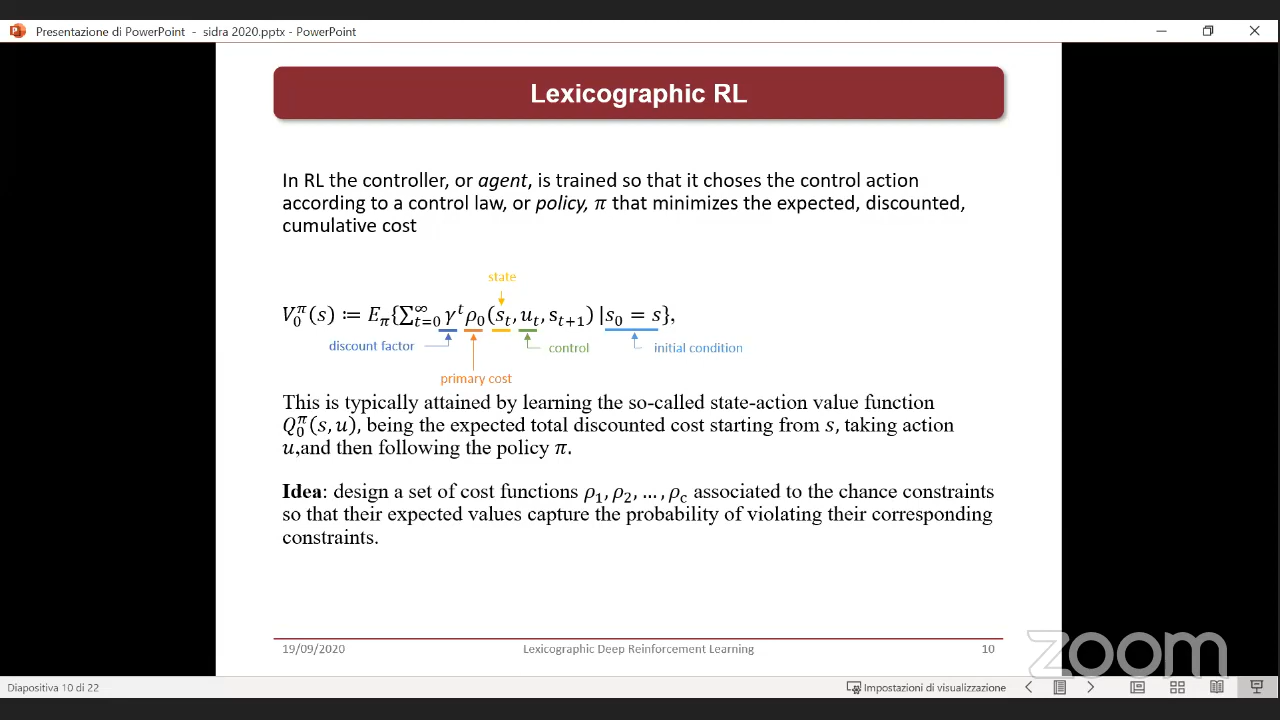 Presentazione di PowerPoint - sidra 2020.pptx - PowerPoint
Lexicographic RL
In RL the controller, or agent, is trained so that it choses the control action
according to a control law, or policy, π that minimizes the expected, discounted,
cumulative cost
state
V₀^π(s) ≔ E_π{∑_{t=0}^∞ γ^t ρ₀(s_t, u_t, s_{t+1}) |s₀ = s},
discount factor
control
initial condition
primary cost
This is typically attained by learning the so-called state-action value function
Q₀^π(s, u), being the expected total discounted cost starting from s, taking action
u,and then following the policy π.
Idea: design a set of cost functions ρ₁, ρ₂, … , ρ_c associated to the chance constraints
so that their expected values capture the probability of violating their corresponding
constraints.
19/09/2020
Lexicographic Deep Reinforcement Learning
10
zoom
Diapositiva 10 di 22
Impostazioni di visualizzazione